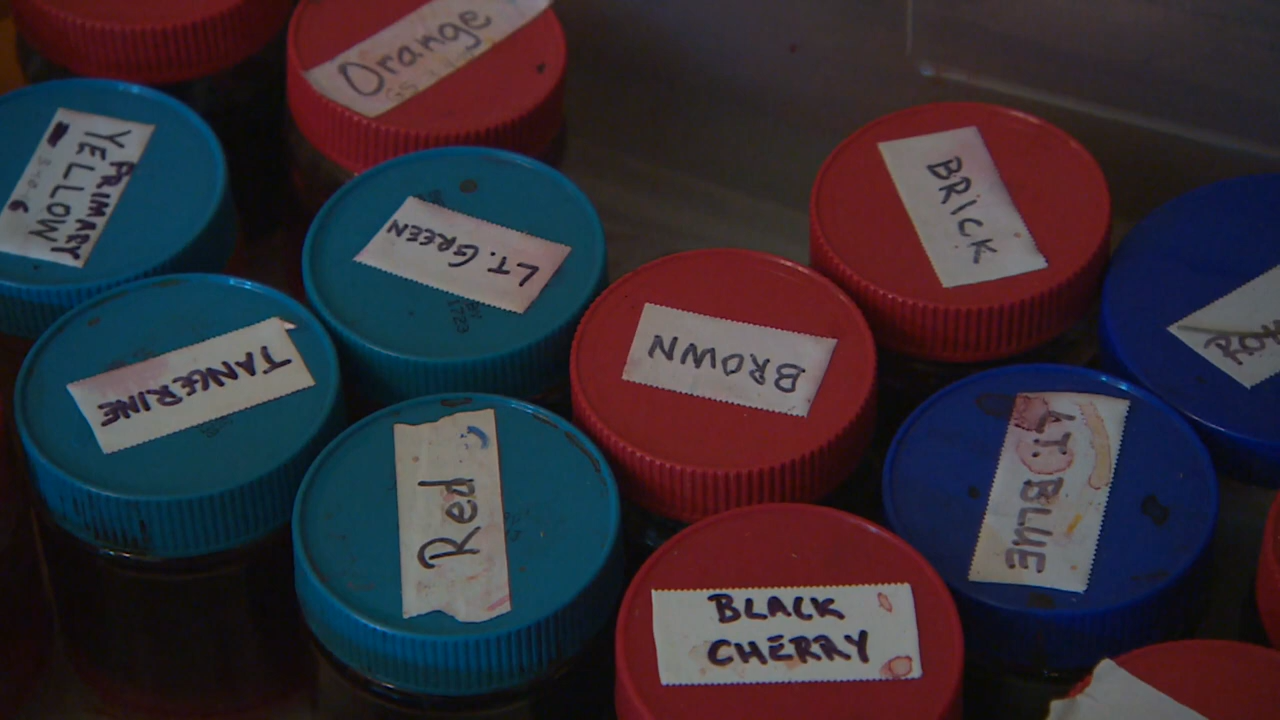 Orange
PRIMARY
YELLOW
LT. GREEN
BRICK
TANGERINE
BROWN
Red
LT. BLUE
BLACK
CHERRY